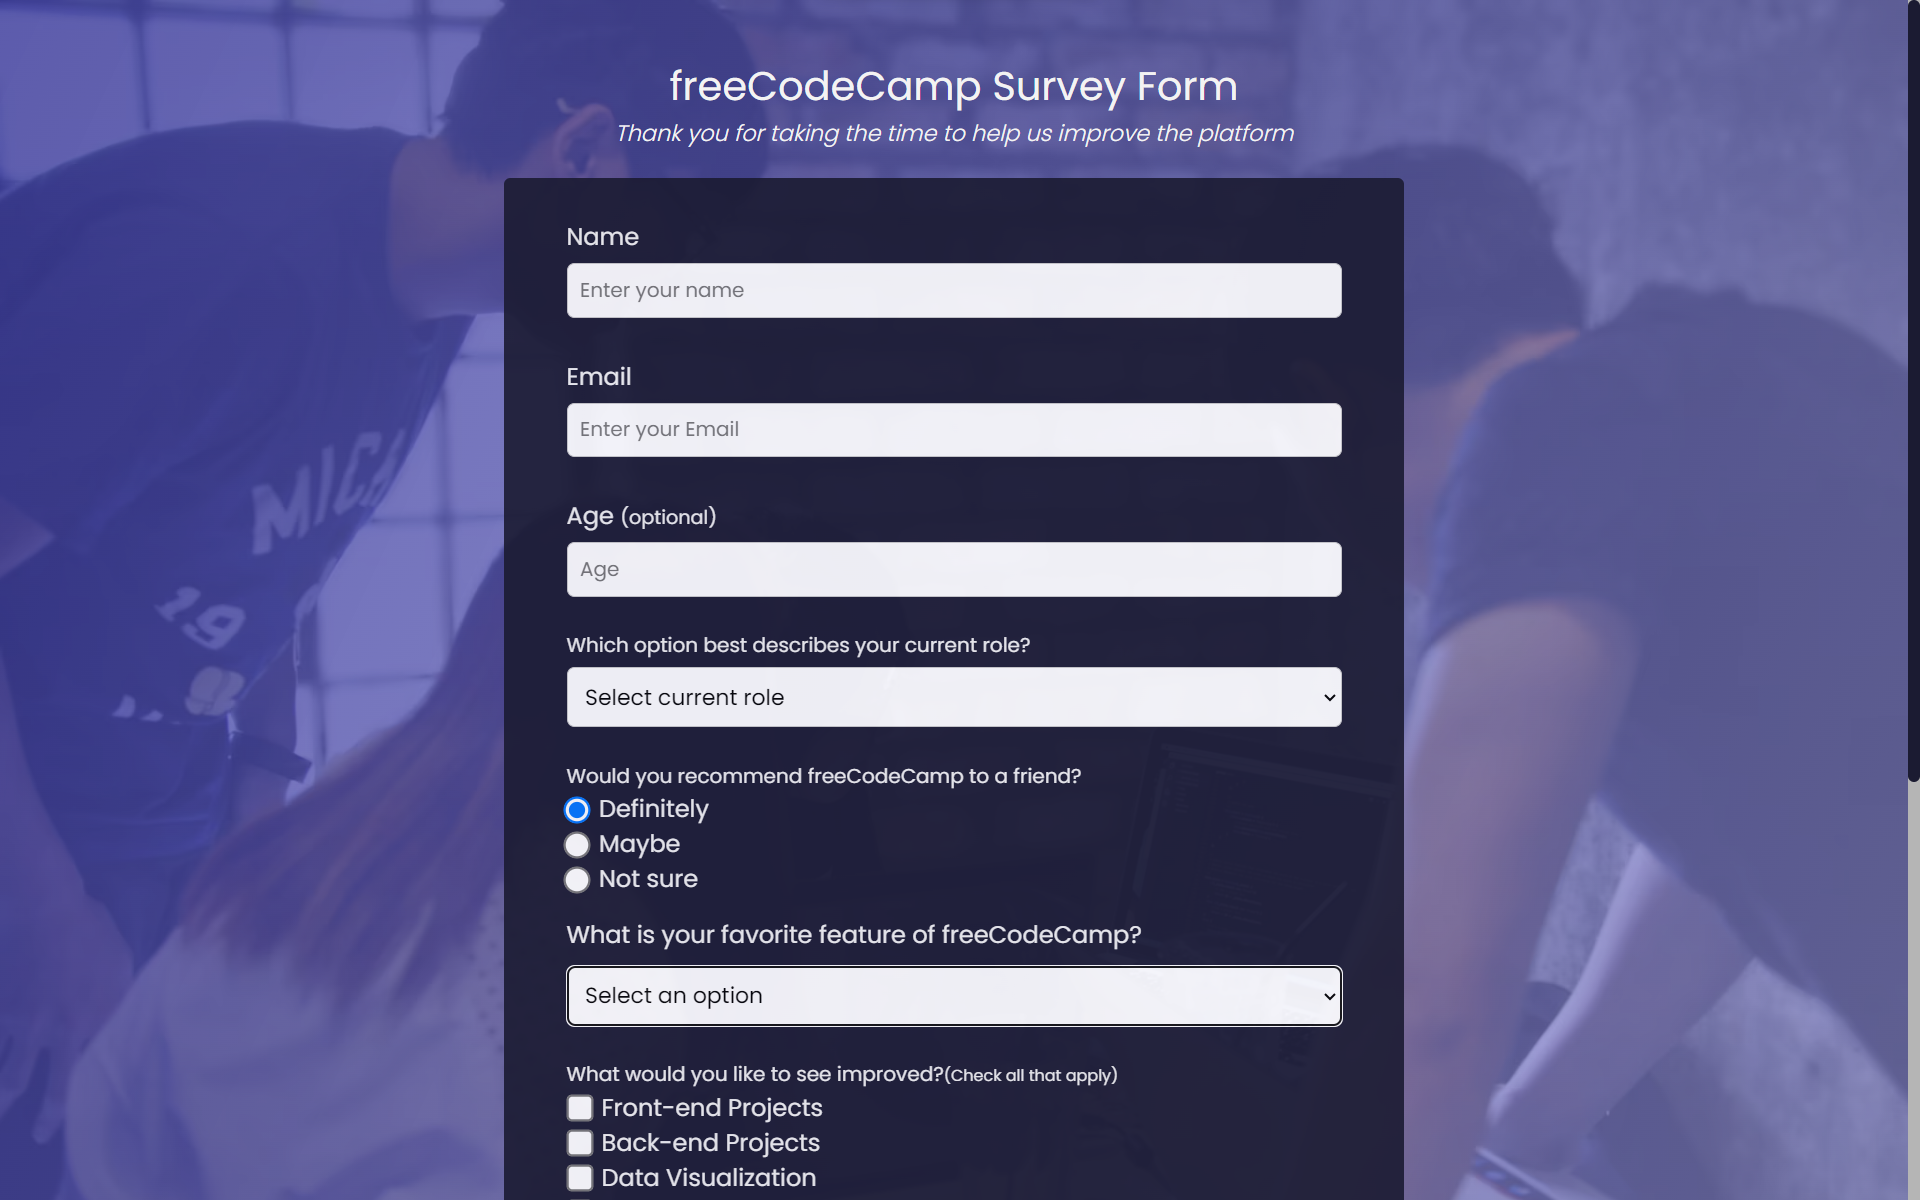 freeCodeCamp Survey Form
Thank you for taking the time to help us improve the platform
Name
Enter your name
Email
Enter your Email
Age (optional)
Age
Which option best describes your current role?
Select current role
Would you recommend freeCodeCamp to a friend?
Definitely
Maybe
Not sure
What is your favorite feature of freeCodeCamp?
Select an option
What would you like to see improved?(Check all that apply)
Front-end Projects
Back-end Projects
Data Visualization
MICH
19